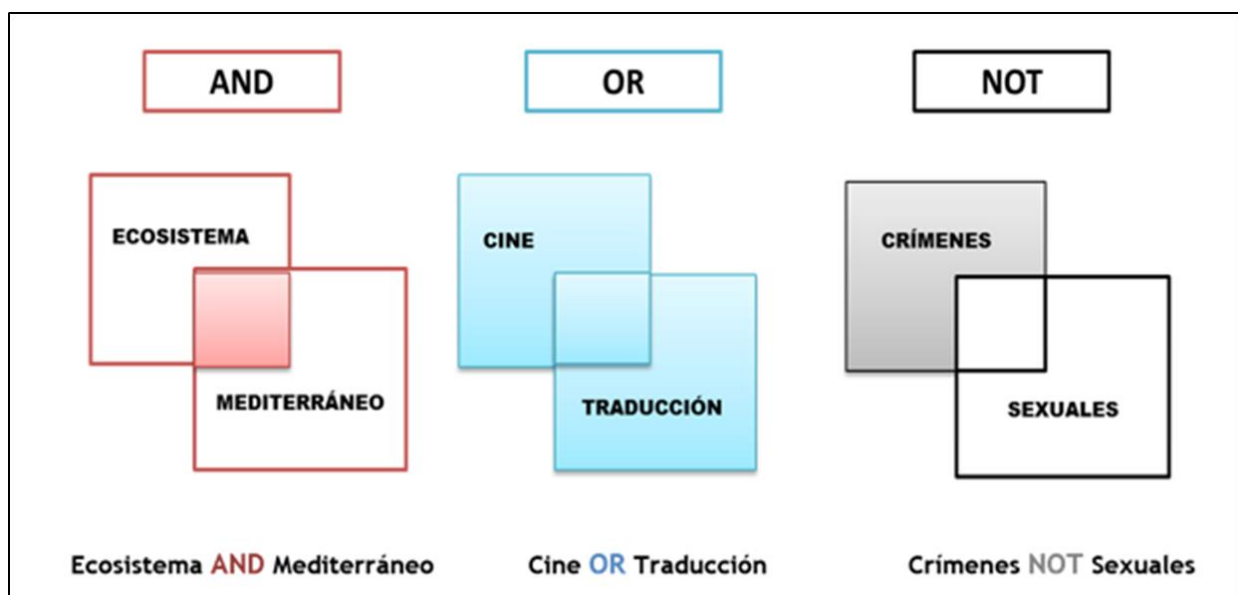 AND
OR
NOT
ECOSISTEMA
MEDITERRÁNEO
CINE
TRADUCCIÓN
CRÍMENES
SEXUALES
Ecosistema AND Mediterráneo
Cine OR Traducción
Crímenes NOT Sexuales